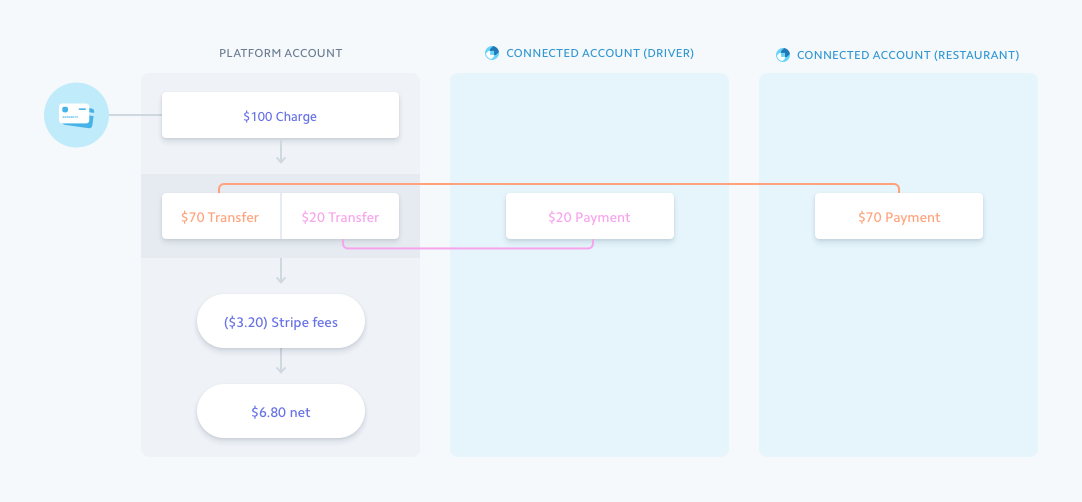 PLATFORM ACCOUNT
CONNECTED ACCOUNT (DRIVER)
CONNECTED ACCOUNT (RESTAURANT)
$100 Charge
$70 Transfer
$20 Transfer
$20 Payment
$70 Payment
($3.20) Stripe fees
$6.80 net